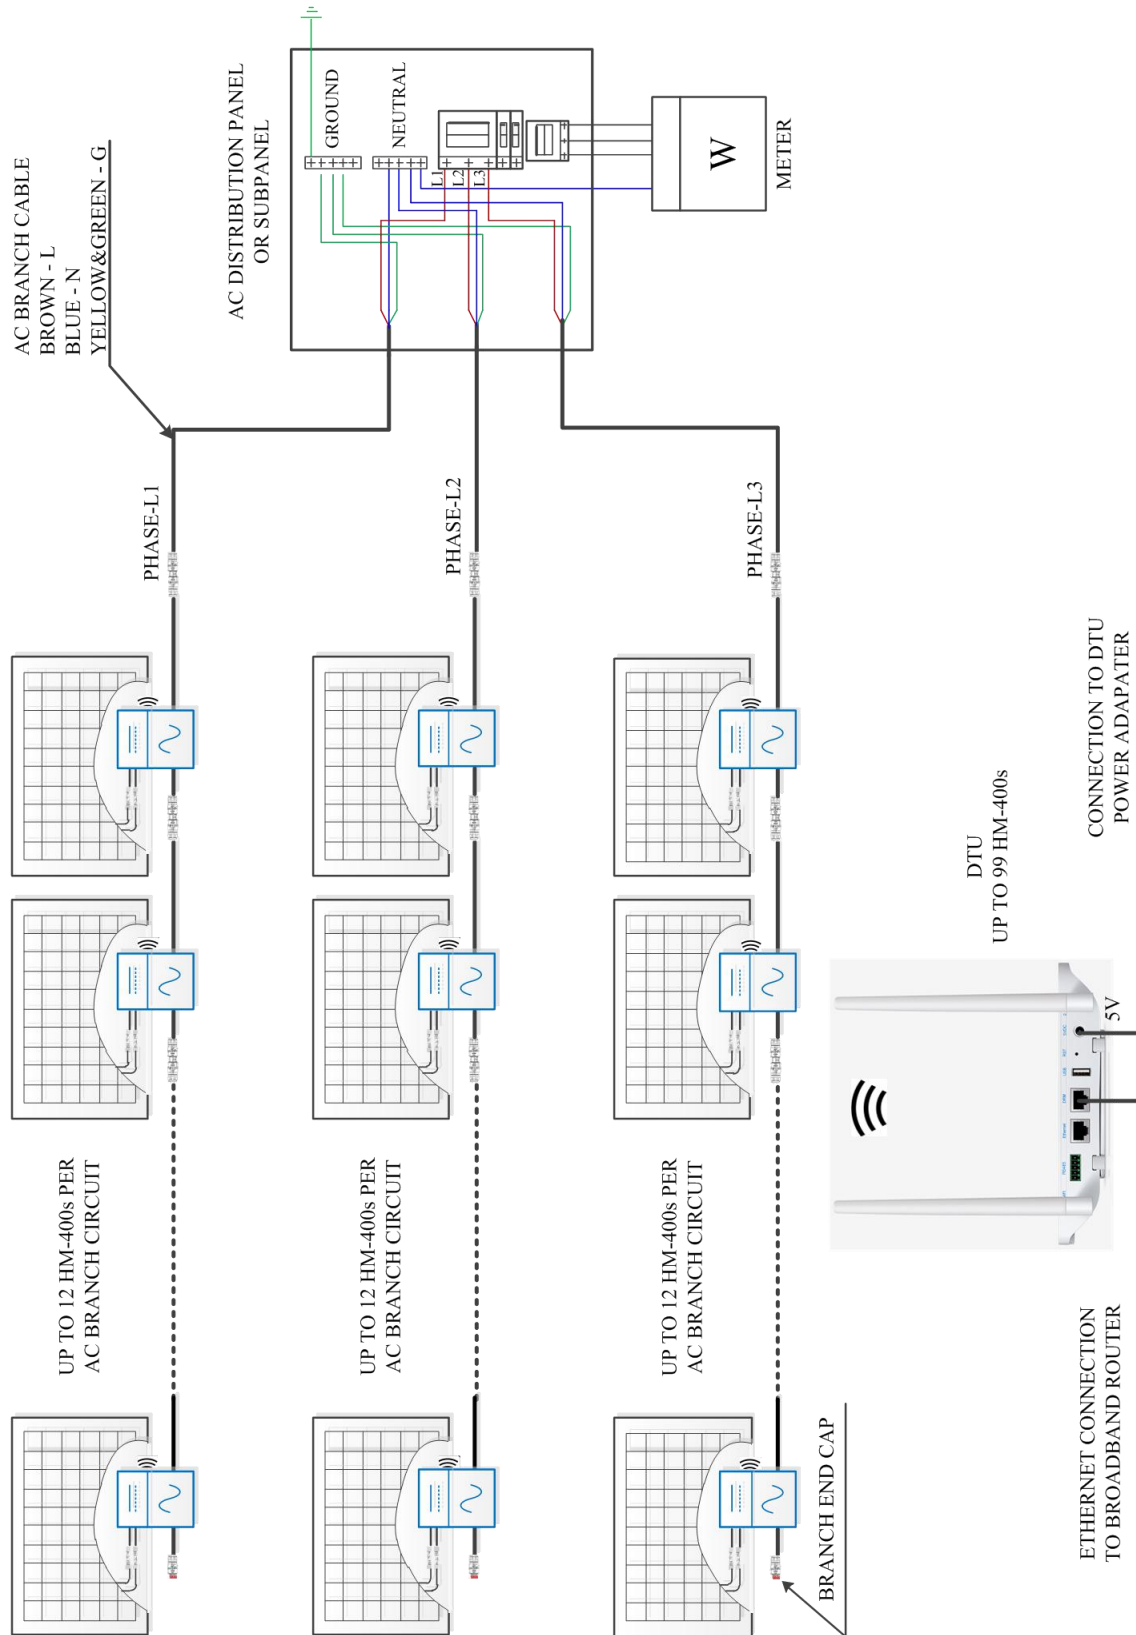 AC BRANCH CABLE
BROWN - L
BLUE - N
YELLOW&GREEN - G
AC DISTRIBUTION PANEL
OR SUBPANEL
GROUND
NEUTRAL
L1
L2
L3
W
METER
PHASE-L1
PHASE-L2
PHASE-L3
UP TO 12 HM-400s PER
AC BRANCH CIRCUIT
UP TO 12 HM-400s PER
AC BRANCH CIRCUIT
UP TO 12 HM-400s PER
AC BRANCH CIRCUIT
BRANCH END CAP
DTU
UP TO 99 HM-400s
CONNECTION TO DTU
POWER ADAPATER
5V
ETHERNET CONNECTION
TO BROADBAND ROUTER